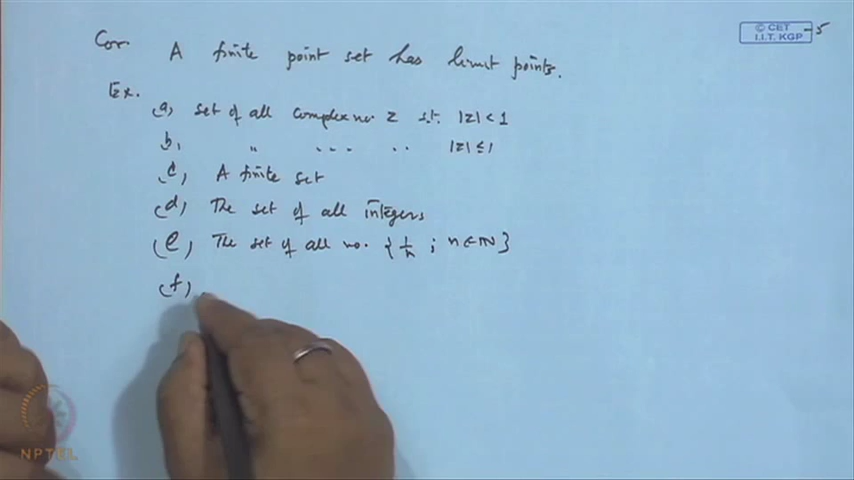 © CET
I.I.T. KGP
-5
Cor. A finite point set has limit points.
Ex.
(a) set of all complex no. z s.t. |z| < 1
(b) " ... .. |z| ≤ 1
(c) A finite set
(d) The set of all integers
(e) The set of all no. {1/n ; n ∈ N}
(f)
NPTEL